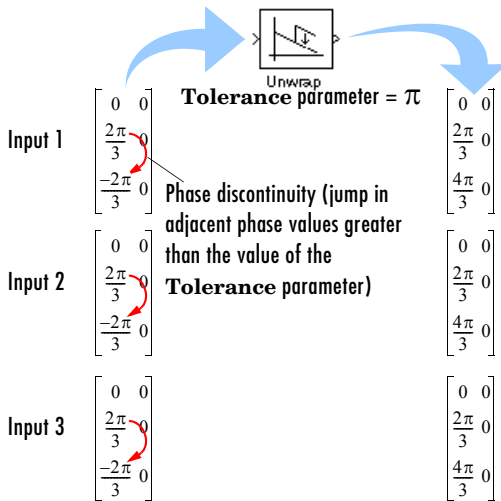 Unwrap
Tolerance parameter = π
Input 1
0 0
2π/3 0
-2π/3 0
0 0
2π/3 0
4π/3 0
Phase discontinuity (jump in
adjacent phase values greater
than the value of the
Tolerance parameter)
Input 2
0 0
2π/3 0
-2π/3 0
0 0
2π/3 0
4π/3 0
Input 3
0 0
2π/3 0
-2π/3 0
0 0
2π/3 0
4π/3 0